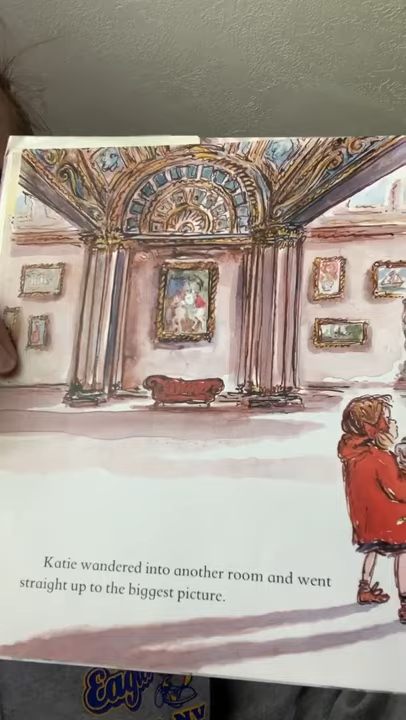 Katie wandered into another room and went
straight up to the biggest picture.